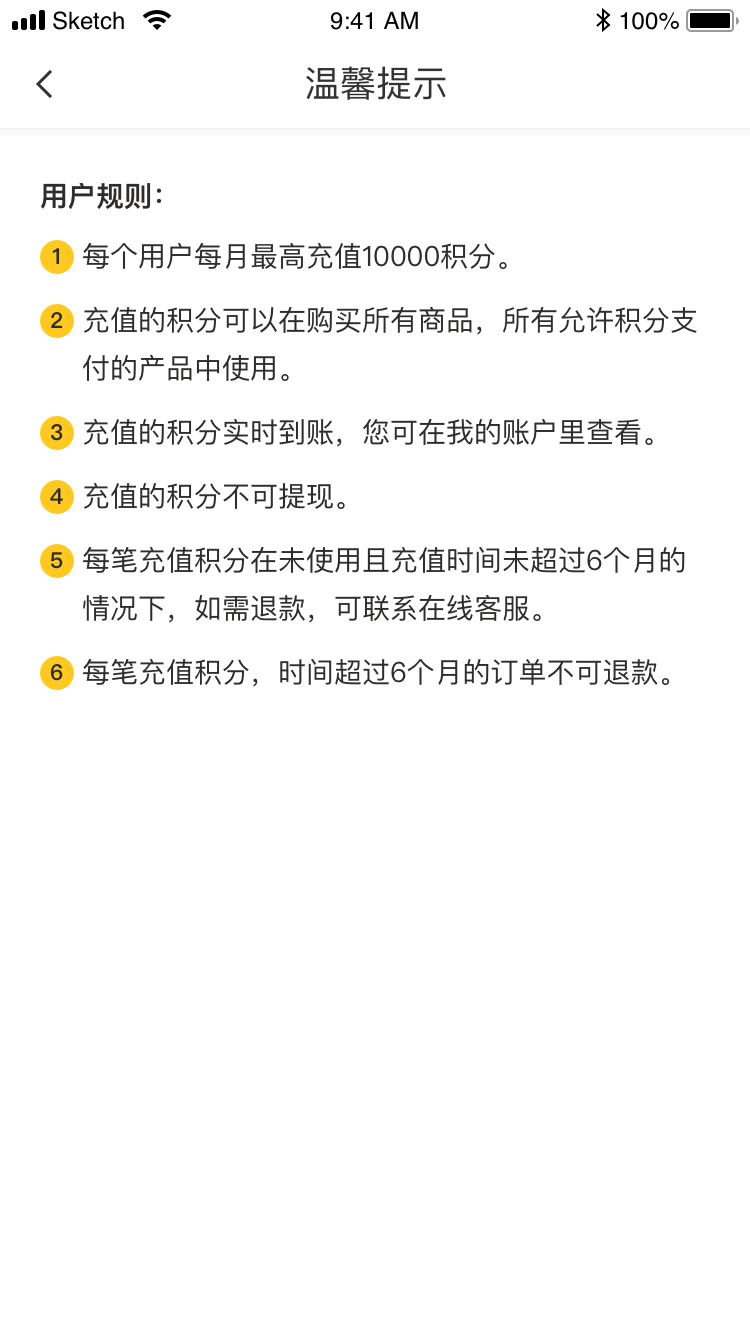 Sketch 9:41 AM 100%
温馨提示
用户规则：
1 每个用户每月最高充值10000积分。
2 充值的积分可以在购买所有商品，所有允许积分支
付的产品中使用。
3 充值的积分实时到账，您可在我的账户里查看。
4 充值的积分不可提现。
5 每笔充值积分在未使用且充值时间未超过6个月的
情况下，如需退款，可联系在线客服。
6 每笔充值积分，时间超过6个月的订单不可退款。